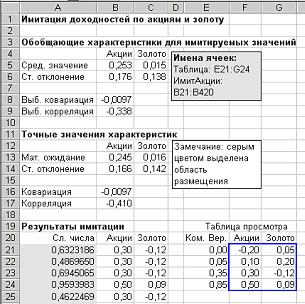 A B C D E F G
1 Имитация доходностей по акциям и золоту
2
3 Обобщающие характеристики для имитируемых значений
4 Акции Золото
5 Сред. значение 0,253 0,015
6 Ст. отклонение 0,176 0,138
7
8 Выб. ковариация -0,0097
9 Выб. корреляция -0,338
Имена ячеек:
Таблица: E21:G24
ИмитАкции:
B21:B420
10
11 Точные значения характеристик
12 Акции Золото
13 Мат. ожидание 0,245 0,016
14 Ст. отклонение 0,166 0,142
15
16 Ковариация -0,0097
17 Корреляция -0,410
Замечание: серым
цветом выделена
область
размещения
18
19 Результаты имитации Таблица просмотра
20 Сл. числа Акции Золото Ком. Вер. Акции Золото
21 0,6323186 0,30 -0,12 0,00 -0,20 0,05
22 0,4869650 0,30 -0,12 0,05 0,10 0,20
23 0,6945065 0,30 -0,12 0,35 0,30 -0,12
24 0,9593983 0,50 0,09 0,85 0,50 0,09
25 0,4622469 0,30 -0,12